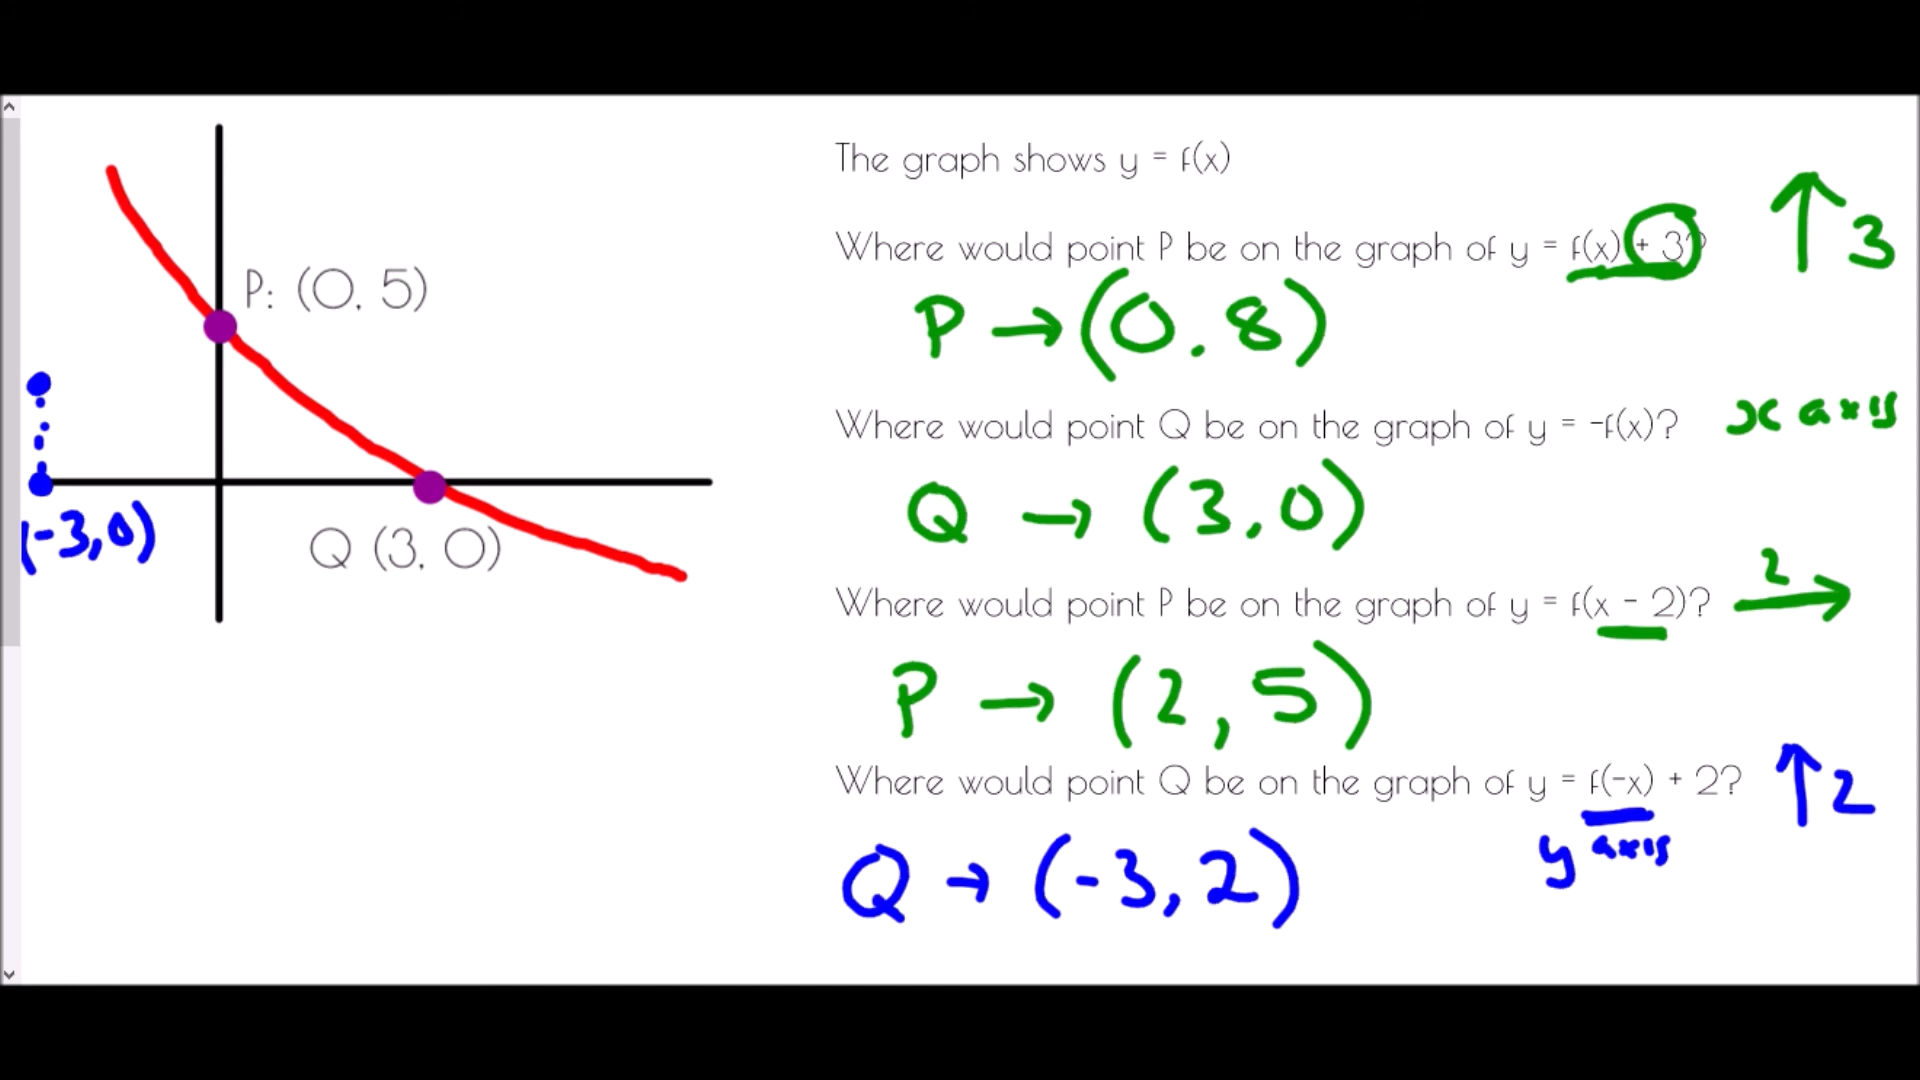 P: (0, 5)
(-3,0)
Q (3, 0)
The graph shows y = f(x)
Where would point P be on the graph of y = f(x) + 3?
↑3
P → (0.8)
Where would point Q be on the graph of y = -f(x)?
x axis
Q → (3,0)
Where would point P be on the graph of y = f(x - 2)?
2
→
P → (2,5)
Where would point Q be on the graph of y = f(-x) + 2?
↑2
y axis
Q → (-3,2)